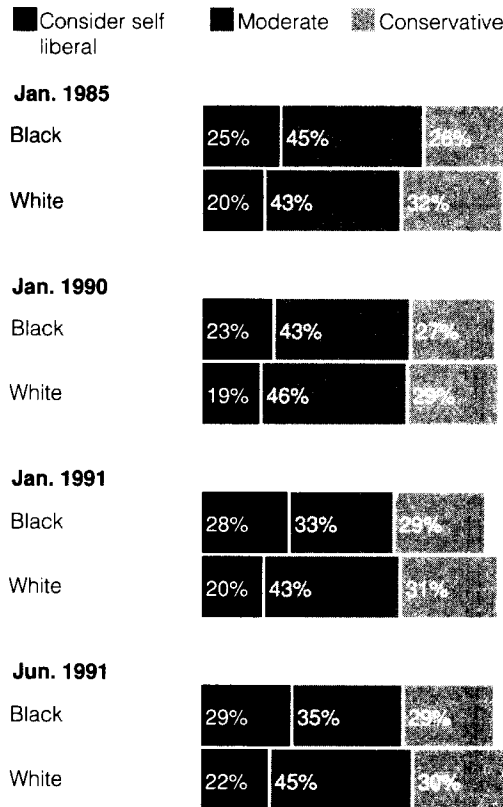 Consider self liberal
Moderate
Conservative
Jan. 1985
Black
25% 45%
White
20% 43% 32%
Jan. 1990
Black
23% 43% 27%
White
19% 46% 29%
Jan. 1991
Black
28% 33% 29%
White
20% 43% 31%
Jun. 1991
Black
29% 35% 29%
White
22% 45% 30%